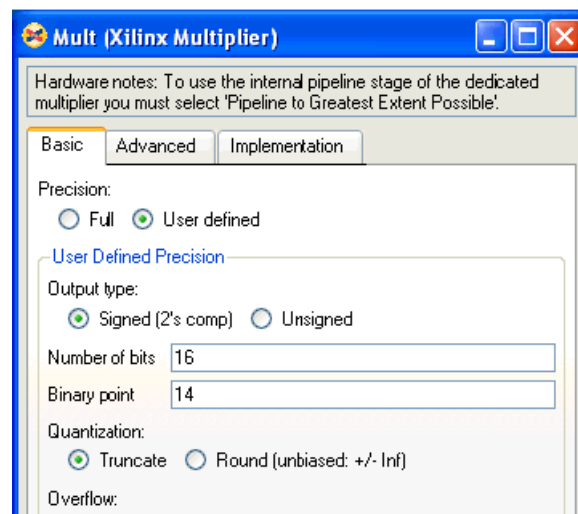 Mult (Xilinx Multiplier)
Hardware notes: To use the internal pipeline stage of the dedicated
multiplier you must select 'Pipeline to Greatest Extent Possible'.
Basic Advanced Implementation
Precision:
Full User defined
User Defined Precision
Output type:
Signed (2's comp) Unsigned
Number of bits 16
Binary point 14
Quantization:
Truncate Round (unbiased: +/- Inf)
Overflow: